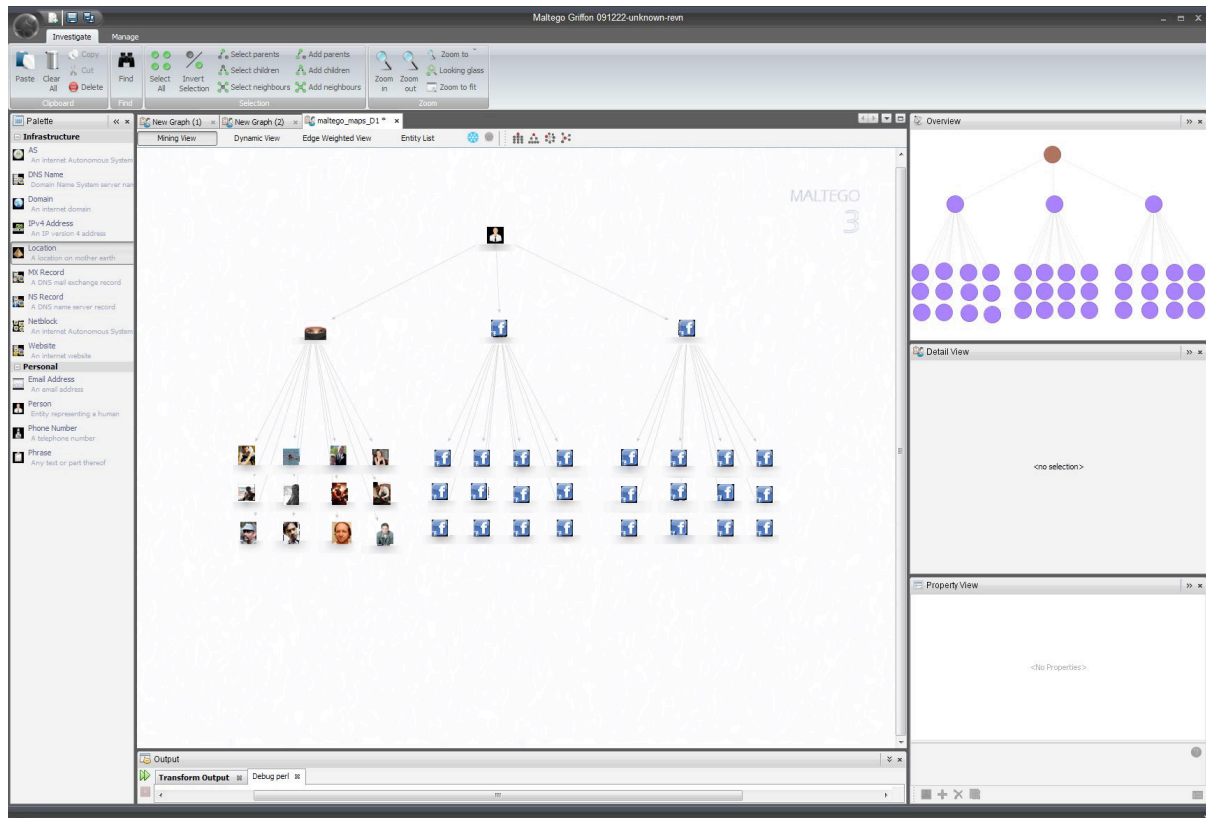 Maltego Griffon 091222-unknown-revn
Investigate Manage
Copy
Cut
Delete
Paste Clear All
Find
Select All Invert Selection
Select parents Add parents
Select children Add children
Select neighbours Add neighbours
Zoom in Zoom out
Zoom to
Looking glass
Zoom to fit
Clipboard Find Selection Zoom
Palette
New Graph (1) New Graph (2) maltego_maps_D1 *
Overview
Mining View Dynamic View Edge Weighted View Entity List
Infrastructure
AS
An internet Autonomous System
DNS Name
Domain Name System server nam
Domain
An internet domain
IPv4 Address
An IP version 4 address
Location
A location on mother earth
MX Record
A DNS mail exchange record
NS Record
A DNS name server record
Netblock
An internet Autonomous System
Website
An internet website
Personal
Email Address
An email address
Person
Entity representing a human
Phone Number
A telephone number
Phrase
Any text or part thereof
MALTEGO
3
Detail View
<no selection>
Property View
<No Properties>
Output
Transform Output Debug perl